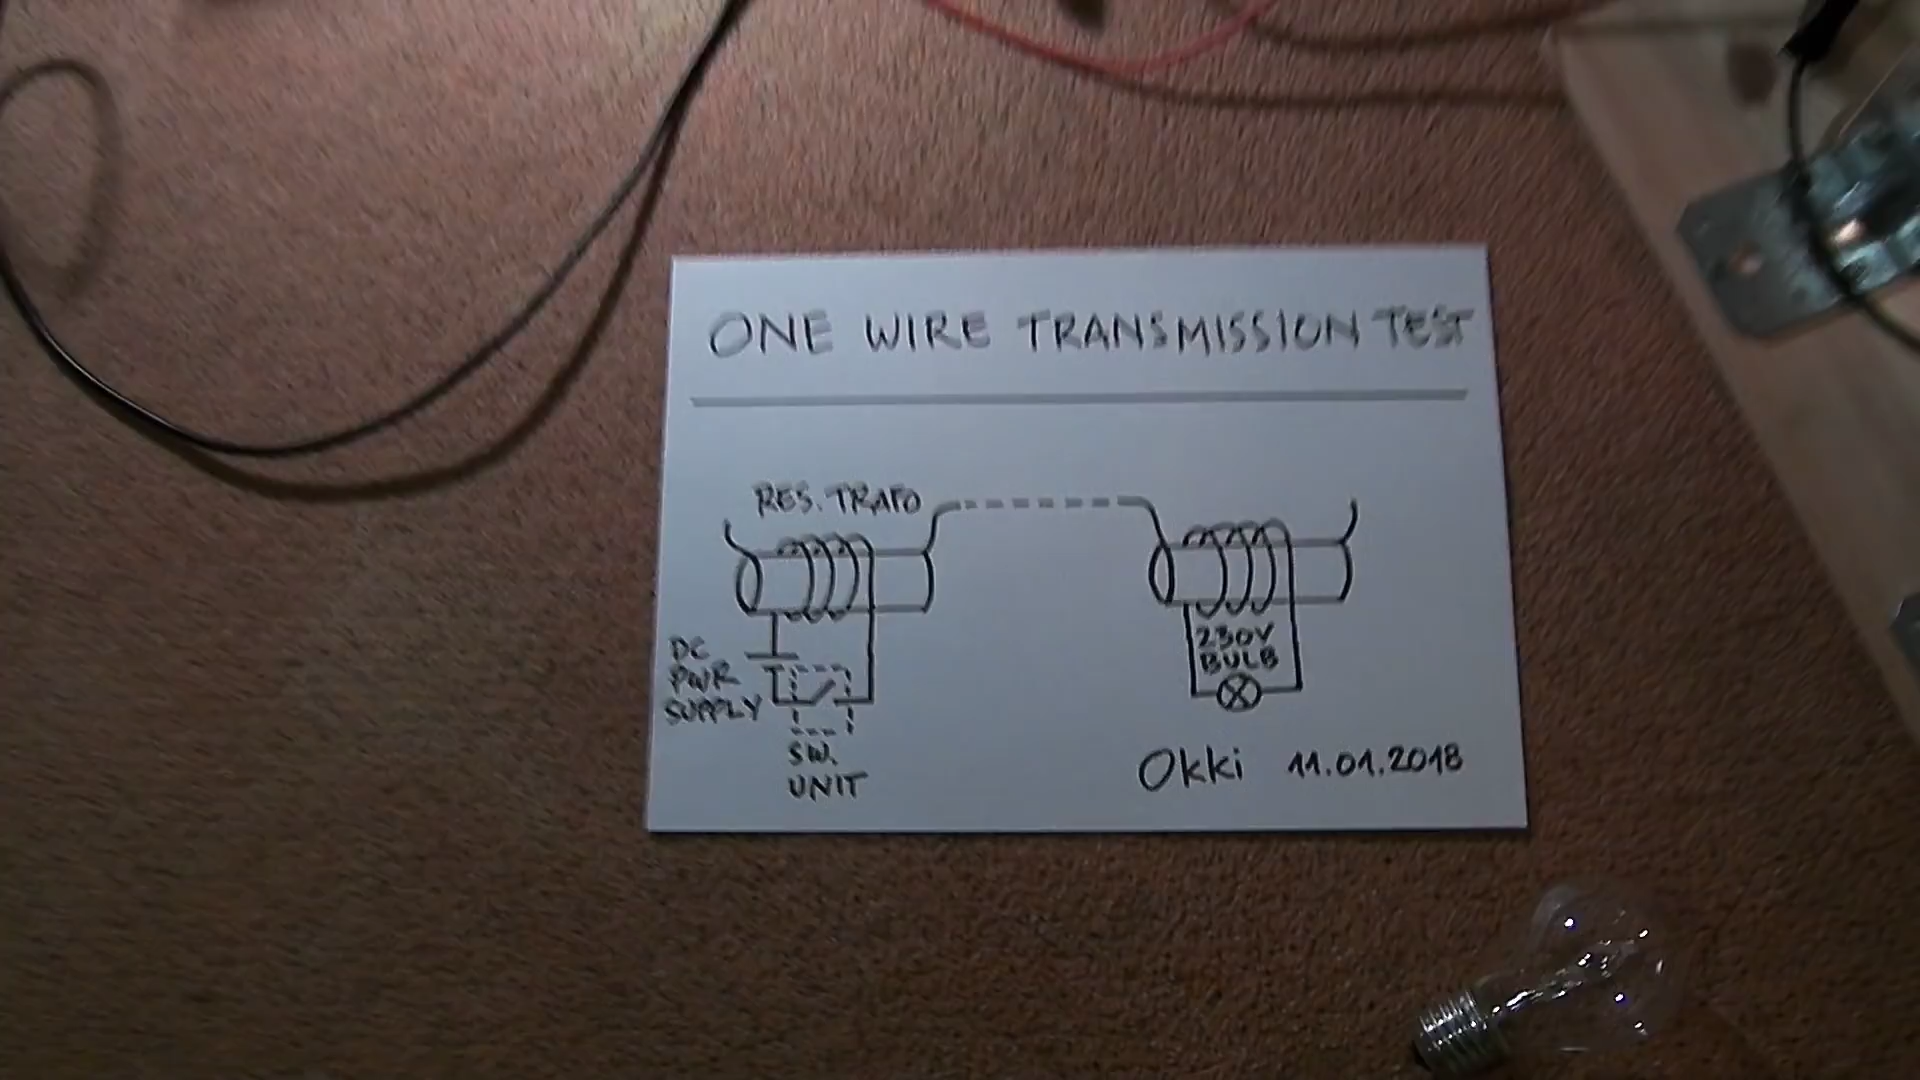 ONE WIRE TRANSMISSION TEST
RES. TRAFO
DC
PWR
SUPPLY
SW.
UNIT
230V
BULB
Okki 11.01.2018